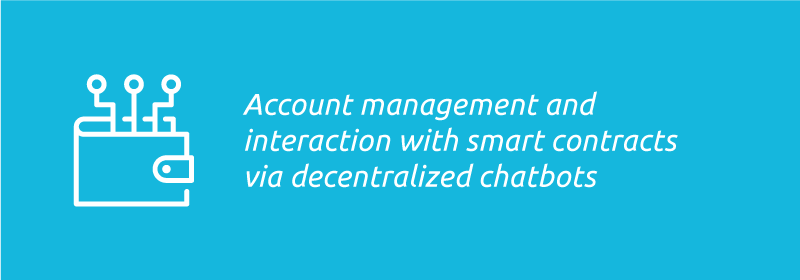 Account management and
interaction with smart contracts
via decentralized chatbots